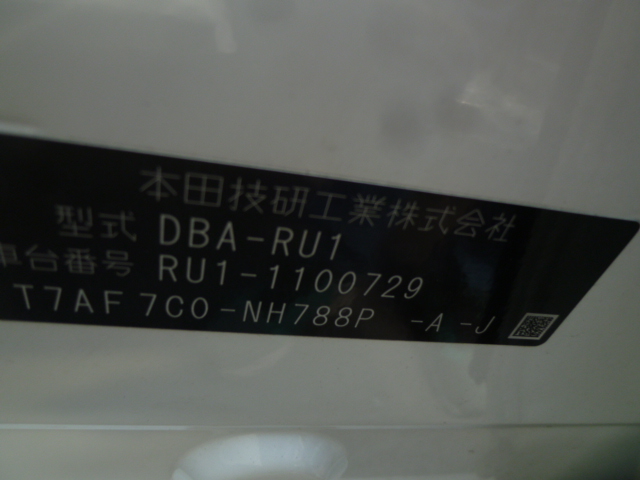 本田技研工業株式会社
型式 DBA-RU1
車台番号 RU1-1100729
T7AF7C0-NH788P -A -J